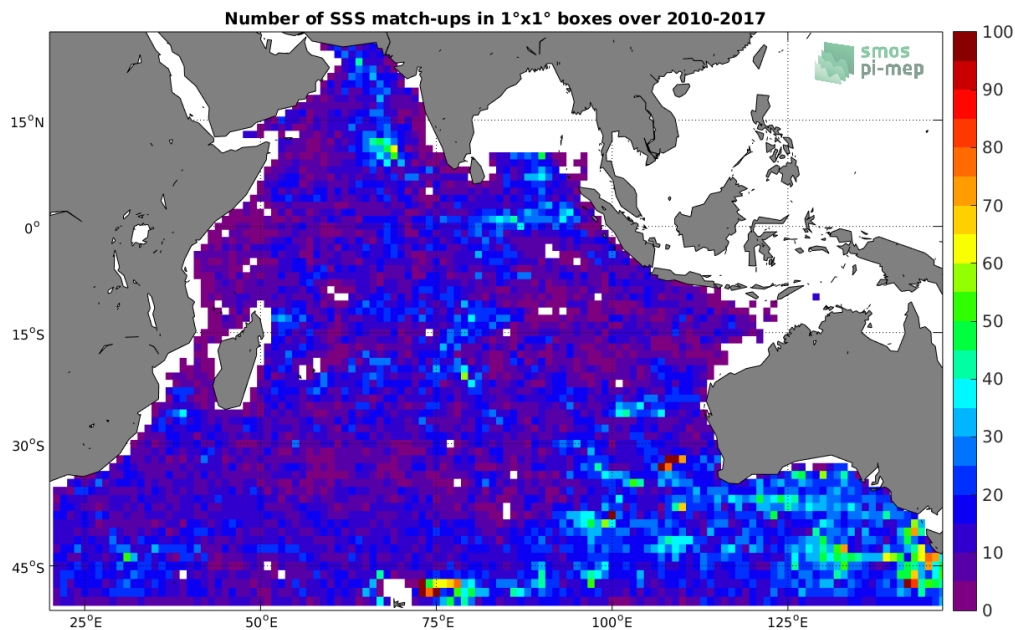 Number of SSS match-ups in 1°x1° boxes over 2010-2017
smos
pi-mep
100
90
80
70
60
50
40
30
20
10
0
15°N
0°
15°S
30°S
45°S
25°E
50°E
75°E
100°E
125°E